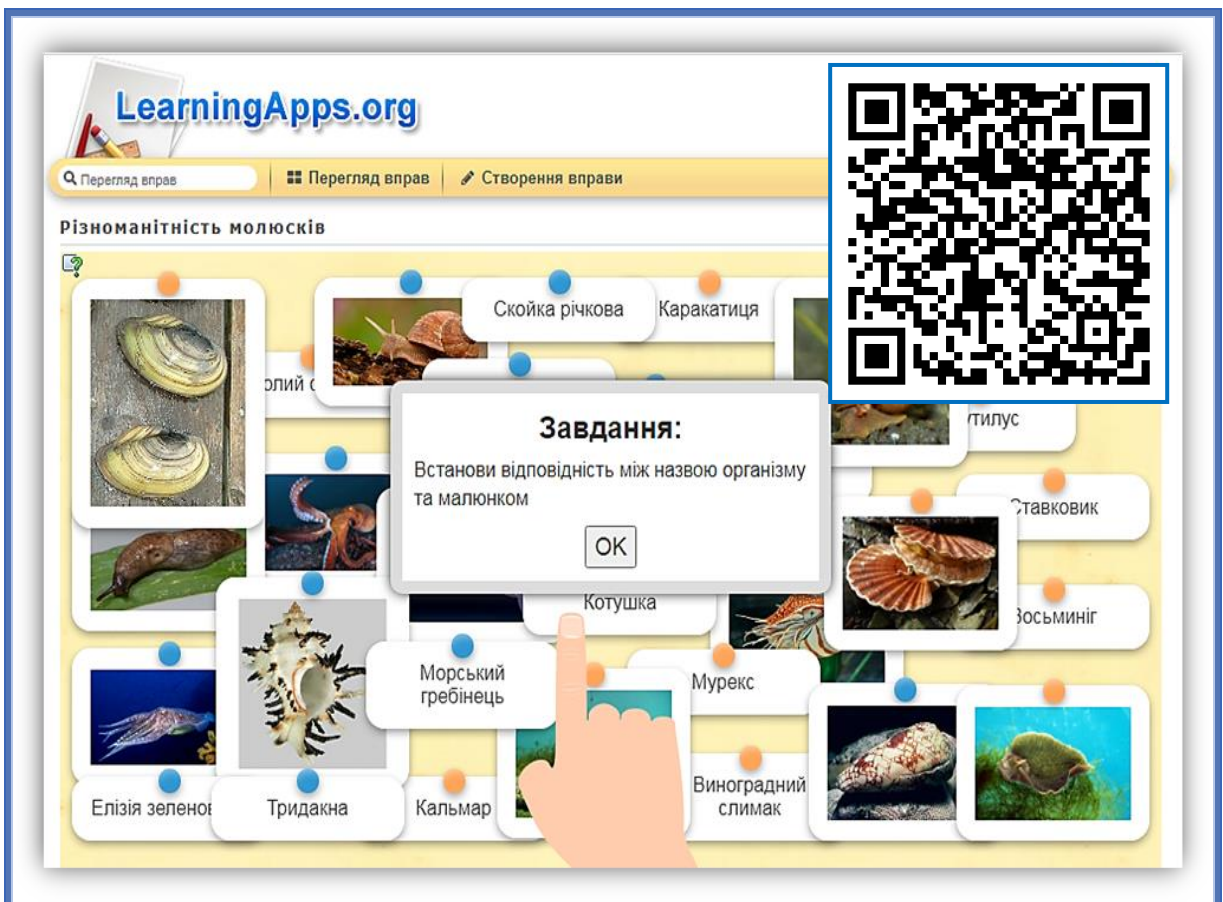 LearningApps.org
Перегляд вправ
Перегляд вправ
Створення вправи
Різноманітність молюсків
Скойка річкова
Каракатиця
Завдання:
Встанови відповідність між назвою організму
та малюнком
OK
Ставковик
Котушка
Морський
гребінець
Мурекс
Виноградний
слимак
Елізія
Тридакна
Кальмар